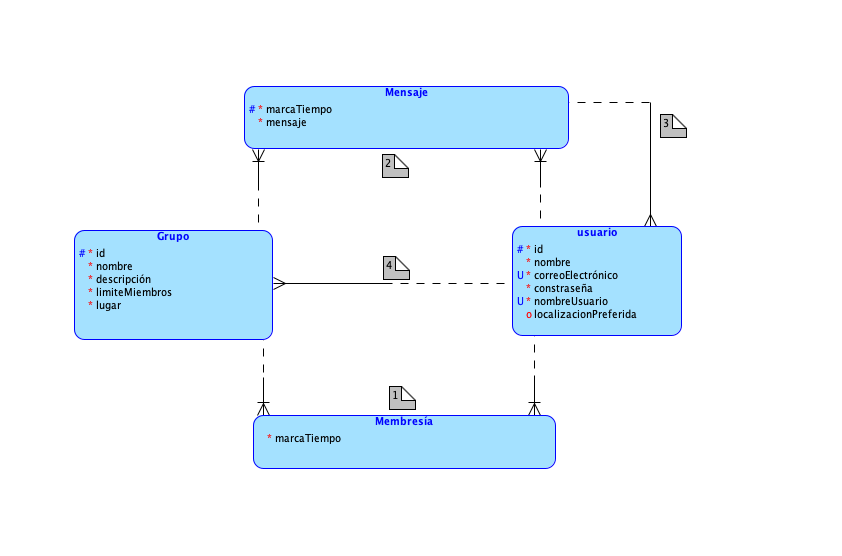 Mensaje
# * marcaTiempo
* mensaje
3
2
Grupo
# * id
* nombre
* descripción
* limiteMiembros
* lugar
4
usuario
# * id
* nombre
U * correoElectrónico
* constraseña
U * nombreUsuario
o localizacionPreferida
1
Membresía
* marcaTiempo